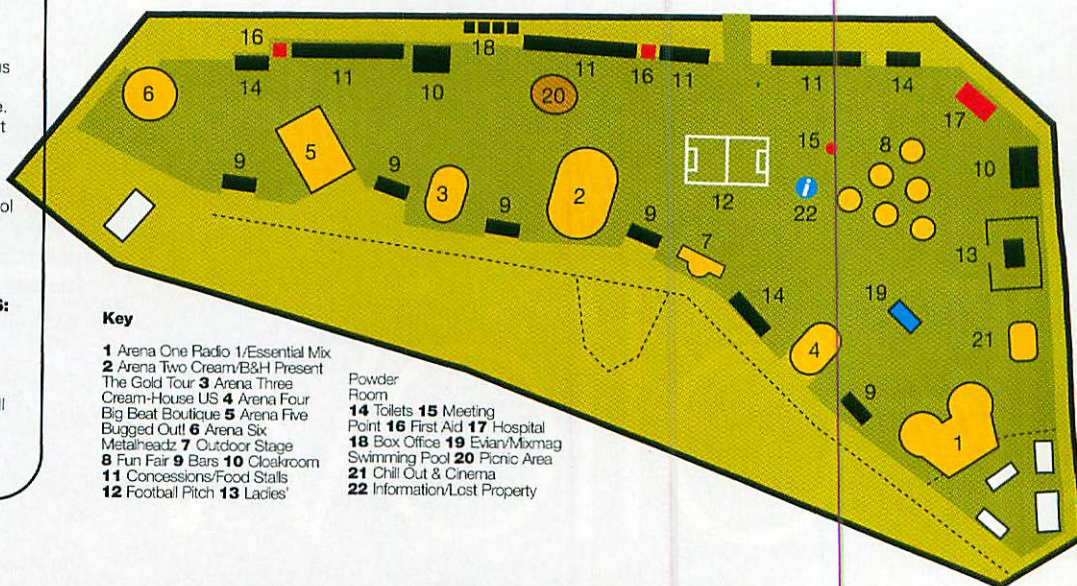 16
18
14
11
10
11
16
11
11
14
6
20
17
5
15
8
10
9
9
3
2
12
22
9
9
7
13
14
19
21
4
9
1
us
e.
t
ol
s:
ll
Key
1 Arena One Radio 1/Essential Mix
2 Arena Two Cream/B&H Present
The Gold Tour 3 Arena Three
Cream-House US 4 Arena Four
Big Beat Boutique 5 Arena Five
Bugged Out! 6 Arena Six
Metalheadz 7 Outdoor Stage
8 Fun Fair 9 Bars 10 Cloakroom
11 Concessions/Food Stalls
12 Football Pitch 13 Ladies'
Powder
Room
14 Toilets 15 Meeting
Point 16 First Aid 17 Hospital
18 Box Office 19 Evian/Mixmag
Swimming Pool 20 Picnic Area
21 Chill Out & Cinema
22 Information/Lost Property